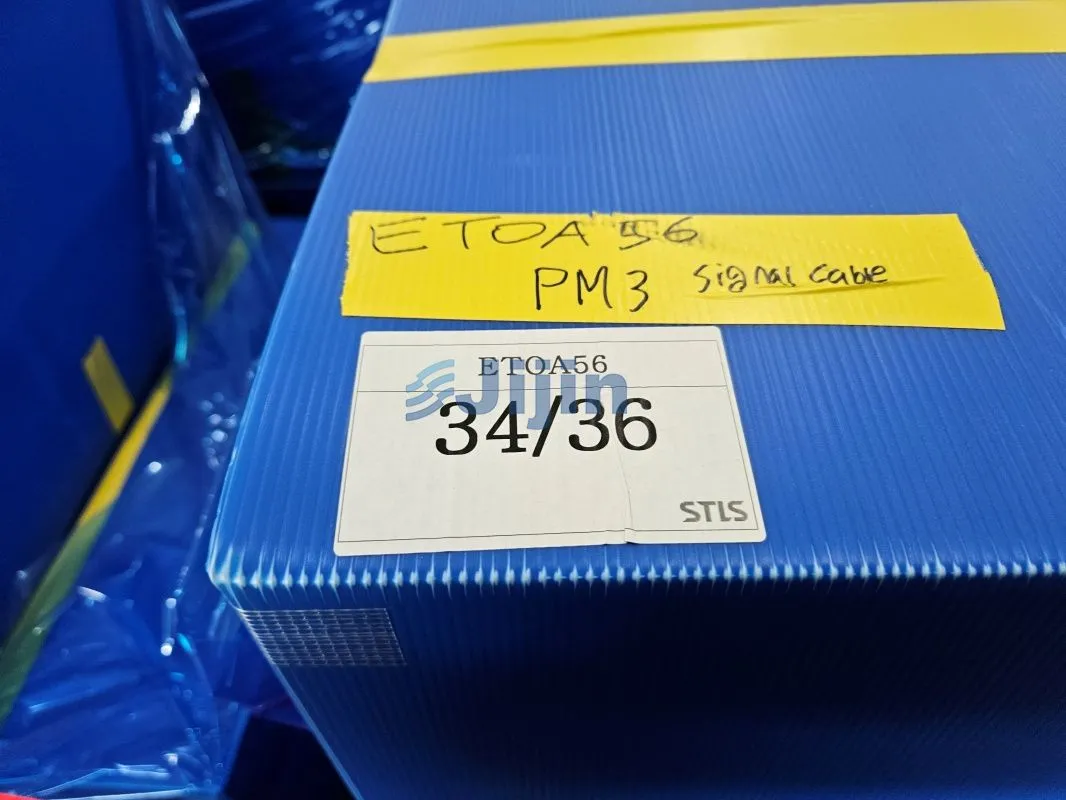 ETOA56
PM3 signal cable
ETOA56
Jijin
34/36
STLS